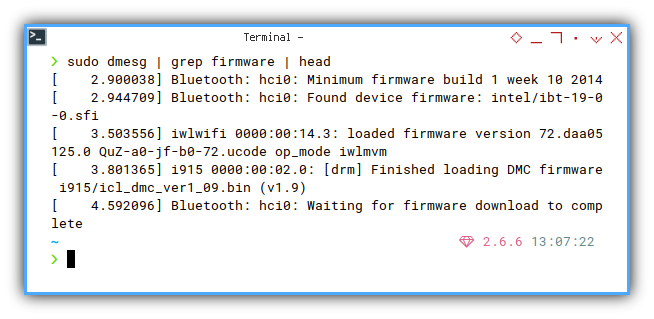 Terminal –
❯ sudo dmesg | grep firmware | head
[    2.900038] Bluetooth: hci0: Minimum firmware build 1 week 10 2014
[    2.944709] Bluetooth: hci0: Found device firmware: intel/ibt-19-0
-0.sfi
[    3.503556] iwlwifi 0000:00:14.3: loaded firmware version 72.daa05
125.0 QuZ-a0-jf-b0-72.ucode op_mode iwlmvm
[    3.801365] i915 0000:00:02.0: [drm] Finished loading DMC firmware
 i915/icl_dmc_ver1_09.bin (v1.9)
[    4.592096] Bluetooth: hci0: Waiting for firmware download to comp
lete
~ 2.6.6 13:07:22
❯